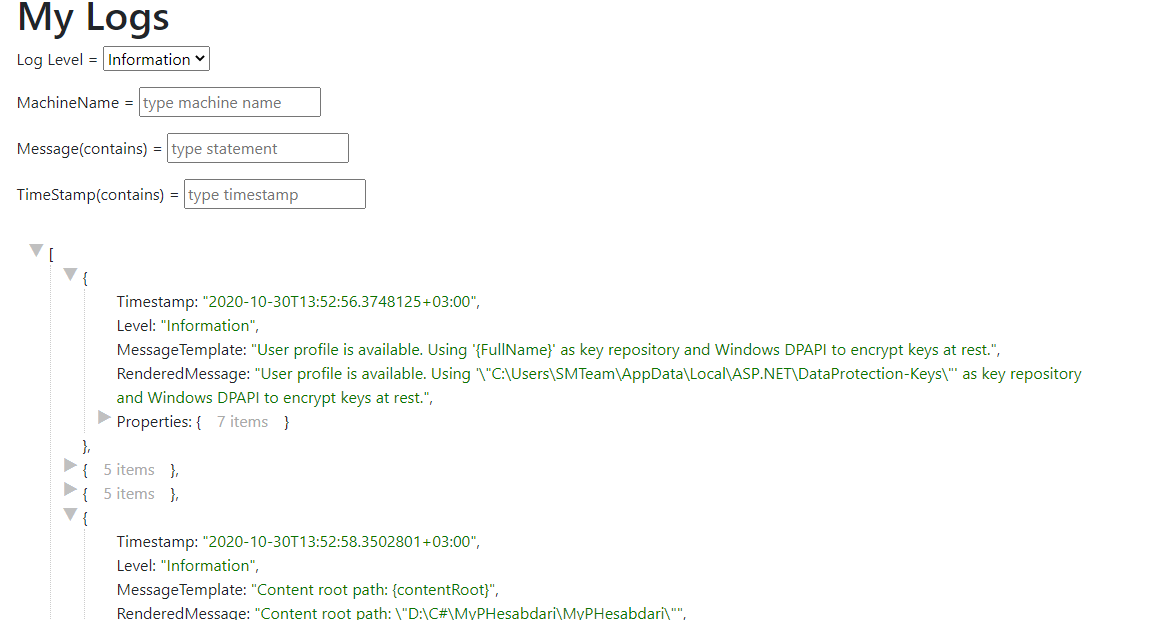 My Logs
Log Level = Information
MachineName = type machine name
Message(contains) = type statement
TimeStamp(contains) = type timestamp
[
{
Timestamp: "2020-10-30T13:52:56.3748125+03:00",
Level: "Information",
MessageTemplate: "User profile is available. Using '{FullName}' as key repository and Windows DPAPI to encrypt keys at rest.",
RenderedMessage: "User profile is available. Using '\"C:\Users\SMTeam\AppData\Local\ASP.NET\DataProtection-Keys\"' as key repository
and Windows DPAPI to encrypt keys at rest.",
Properties: { 7 items }
},
{ 5 items },
{ 5 items },
{
Timestamp: "2020-10-30T13:52:58.3502801+03:00",
Level: "Information",
MessageTemplate: "Content root path: {contentRoot}",
RenderedMessage: "Content root path: \"D:\C#\MyPHesabdari\MyPHesabdari\"",